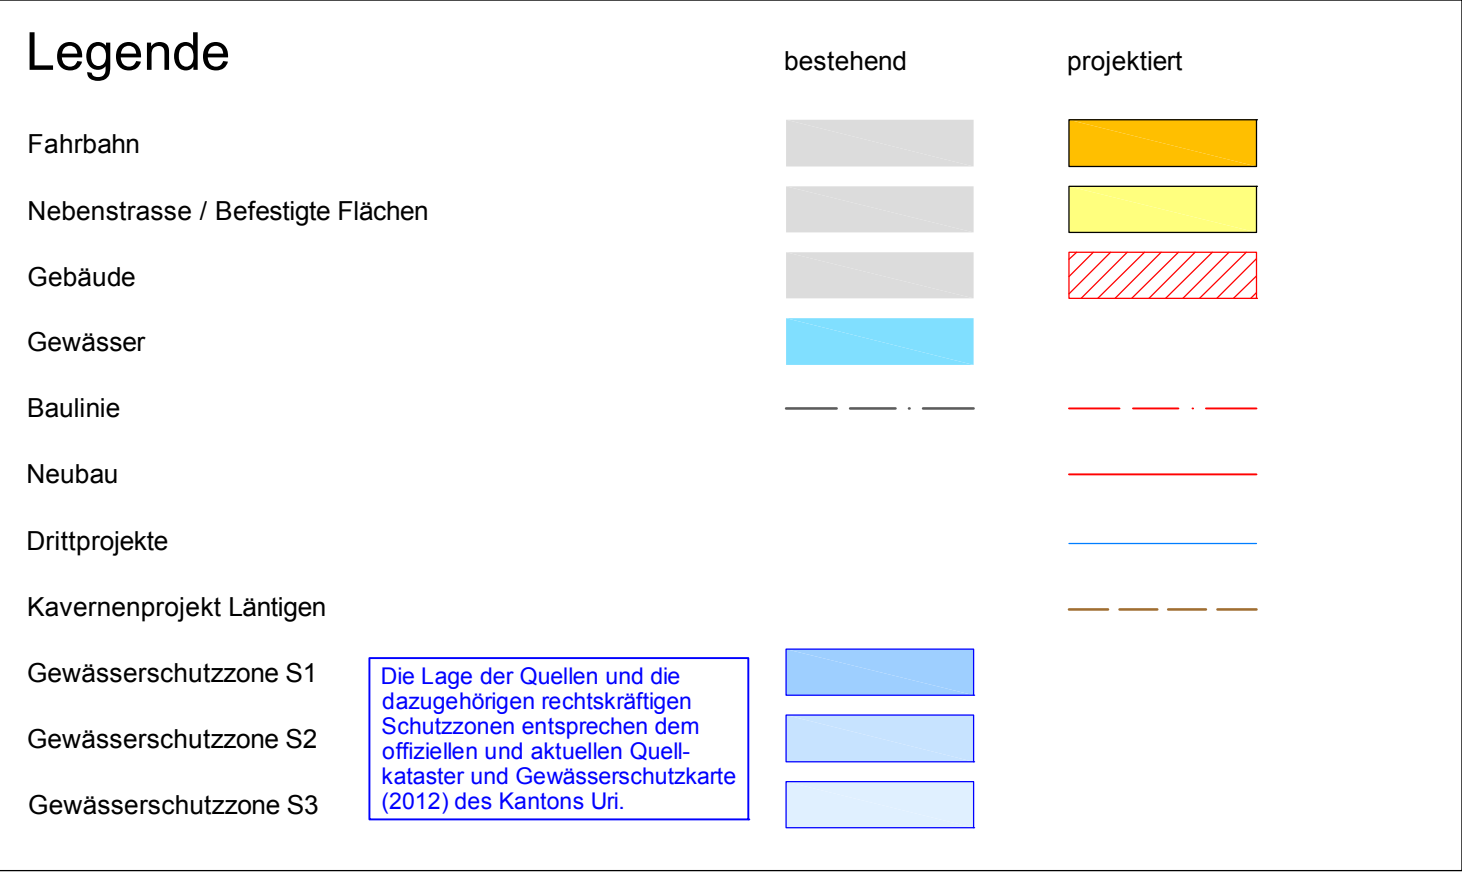 Legende
bestehend
projektiert
Fahrbahn
Nebenstrasse / Befestigte Flächen
Gebäude
Gewässer
Baulinie
Neubau
Drittprojekte
Kavernenprojekt Läntigen
Gewässerschutzzone S1
Gewässerschutzzone S2
Gewässerschutzzone S3
Die Lage der Quellen und die
dazugehörigen rechtskräftigen
Schutzzonen entsprechen dem
offiziellen und aktuellen Quell-
kataster und Gewässerschutzkarte
(2012) des Kantons Uri.